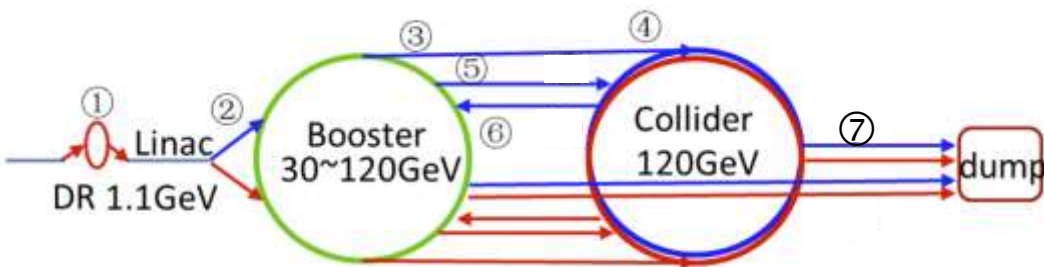 ①
DR 1.1GeV
Linac
②
Booster
30~120GeV
③
④
⑤
⑥
Collider
120GeV
⑦
dump